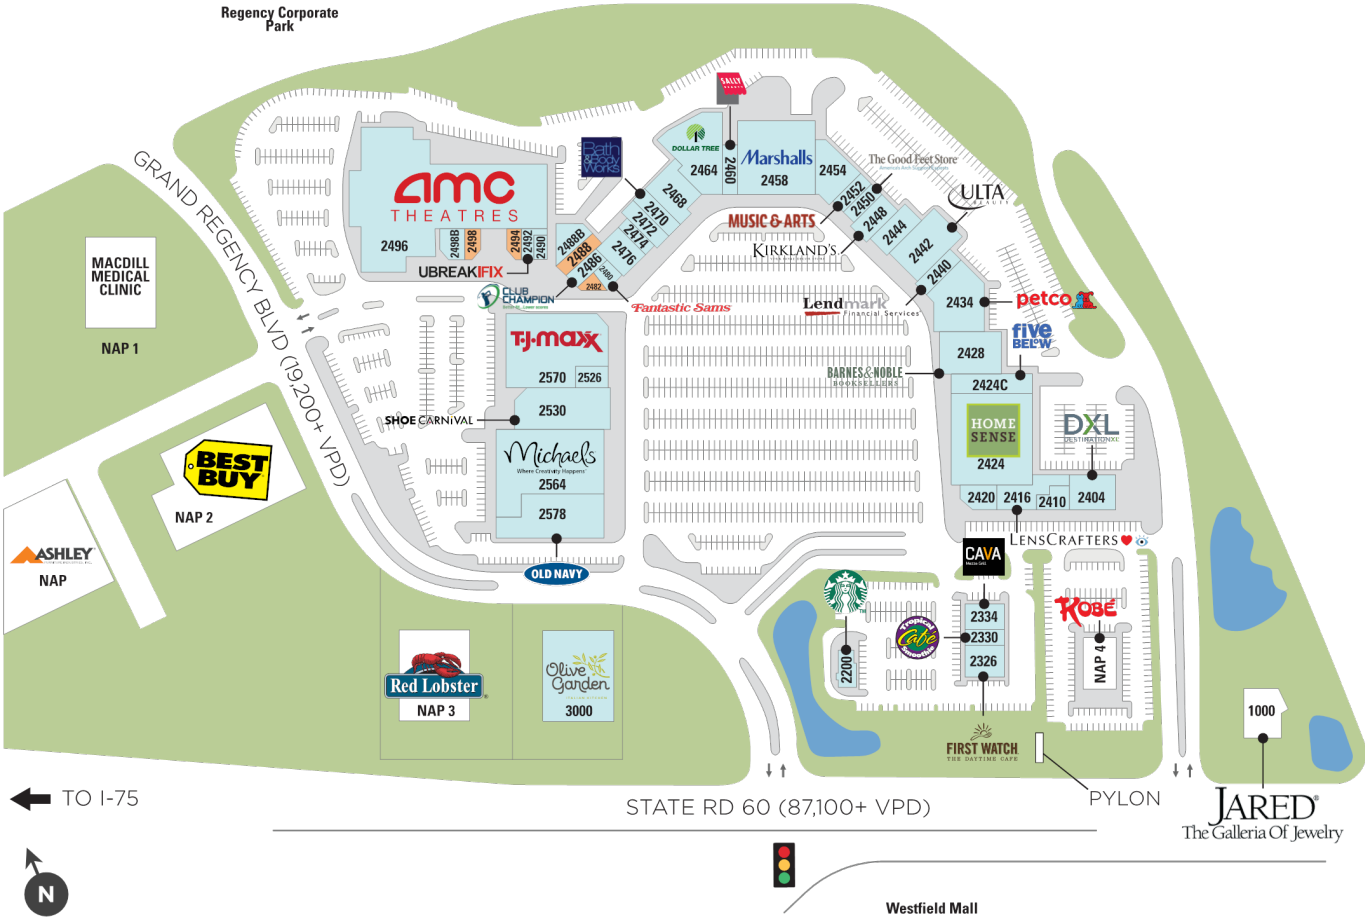 Regency Corporate
Park
GRAND REGENCY BLVD (19,200+ VPD)
MACDILL
MEDICAL
CLINIC
NAP 1
BEST
BUY
NAP 2
ASHLEY
NAP
AMC
THEATRES
2496
2498B
2498
2494
2492
2490
UBREAKIFIX
Bath
&Body
Works
2488B
2488
2486
2480
2482
CLUB
CHAMPION
Fantastic Sams
2476
2474
2472
2470
2468
DOLLAR TREE
2464
SALLY
2460
Marshalls
2458
2454
The Good Feet Store
2452
2450
MUSIC & ARTS
2448
KIRKLAND'S
2444
ULTA
BEAUTY
2442
2440
Lendmark
Financial Services
2434
petco
2428
five
BELOW
BARNES&NOBLE
BOOKSELLERS
2424C
HOME
SENSE
2424
DXL
DESTINATION XL
2420
2416
2410
2404
LENSCRAFTERS
T·J·maxx
2570
2526
SHOE CARNIVAL
2530
Michaels
Where Creativity Happens
2564
2578
OLD NAVY
CAVA
2334
2330
2326
Tropical
Café
Smoothie
2200
KOBÉ
NAP 4
FIRST WATCH
THE DAYTIME CAFE
PYLON
Red Lobster
NAP 3
Olive
Garden
3000
1000
JARED
The Galleria Of Jewelry
TO I-75
STATE RD 60 (87,100+ VPD)
N
Westfield Mall